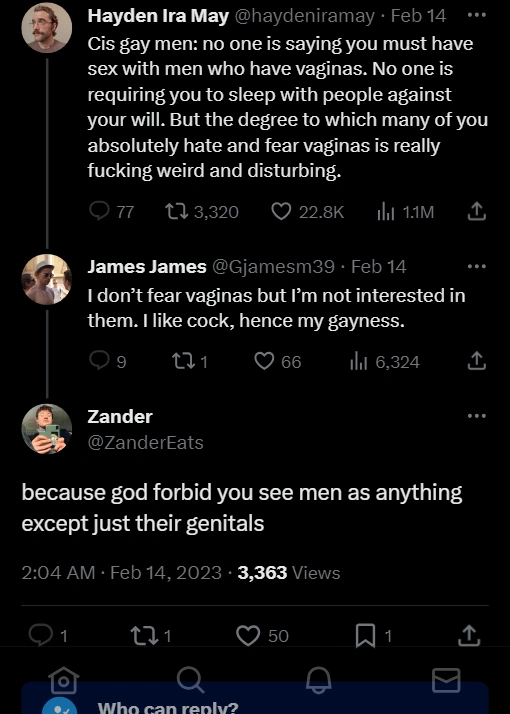 Hayden Ira May @haydeniramay · Feb 14 ···
Cis gay men: no one is saying you must have
sex with men who have vaginas. No one is
requiring you to sleep with people against
your will. But the degree to which many of you
absolutely hate and fear vaginas is really
fucking weird and disturbing.
77 3,320 22.8K 1.1M
James James @Gjamesm39 · Feb 14 ···
I don’t fear vaginas but I’m not interested in
them. I like cock, hence my gayness.
9 1 66 6,324
Zander ···
@ZanderEats
because god forbid you see men as anything
except just their genitals
2:04 AM · Feb 14, 2023 · 3,363 Views
1 1 50 1
Who can reply?